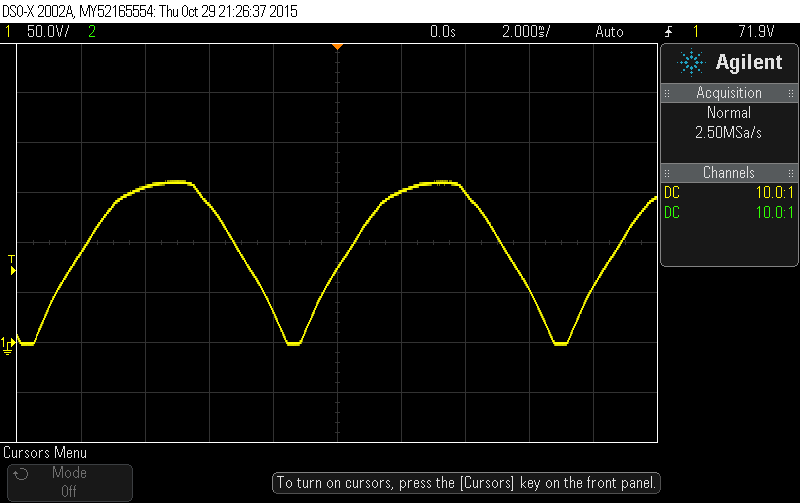 DSO-X 2002A, MY52165554: Thu Oct 29 21:26:37 2015
1 50.0V/ 2 0.0s 2.000ms/ Auto 1 71.9V
Agilent
Acquisition
Normal
2.50MSa/s
Channels
DC 10.0:1
DC 10.0:1
T
1
Cursors Menu
Mode
Off
To turn on cursors, press the [Cursors] key on the front panel.